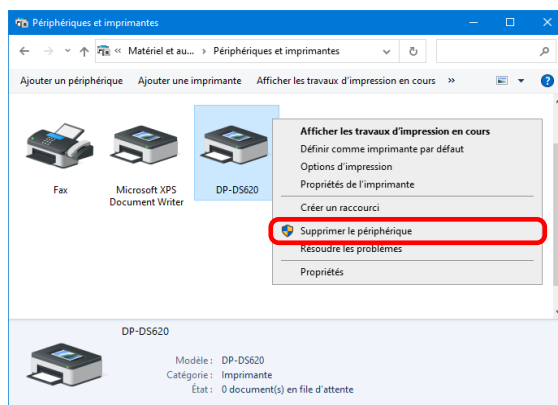 Périphériques et imprimantes
« Matériel et au... › Périphériques et imprimantes
Ajouter un périphérique Ajouter une imprimante Afficher les travaux d'impression en cours »
Fax
Microsoft XPS
Document Writer
DP-DS620
Afficher les travaux d'impression en cours
Définir comme imprimante par défaut
Options d'impression
Propriétés de l'imprimante
Créer un raccourci
Supprimer le périphérique
Résoudre les problèmes
Propriétés
DP-DS620
Modèle : DP-DS620
Catégorie : Imprimante
État : 0 document(s) en file d'attente